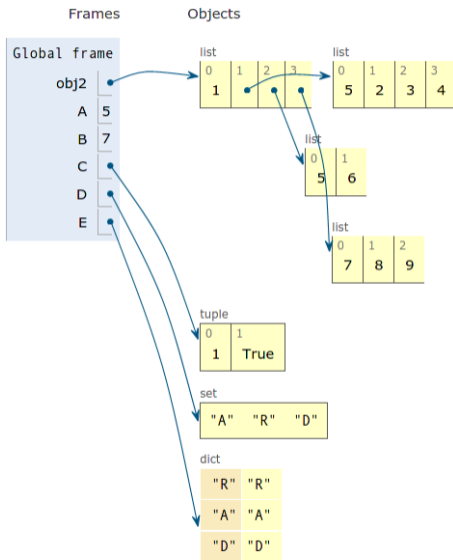 Frames Objects
Global frame
obj2
A 5
B 7
C
D
E
list
0 1 2 3
1
list
0 1 2 3
5 2 3 4
list
0 1
5 6
list
0 1 2
7 8 9
tuple
0 1
1 True
set
"A" "R" "D"
dict
"R" "R"
"A" "A"
"D" "D"